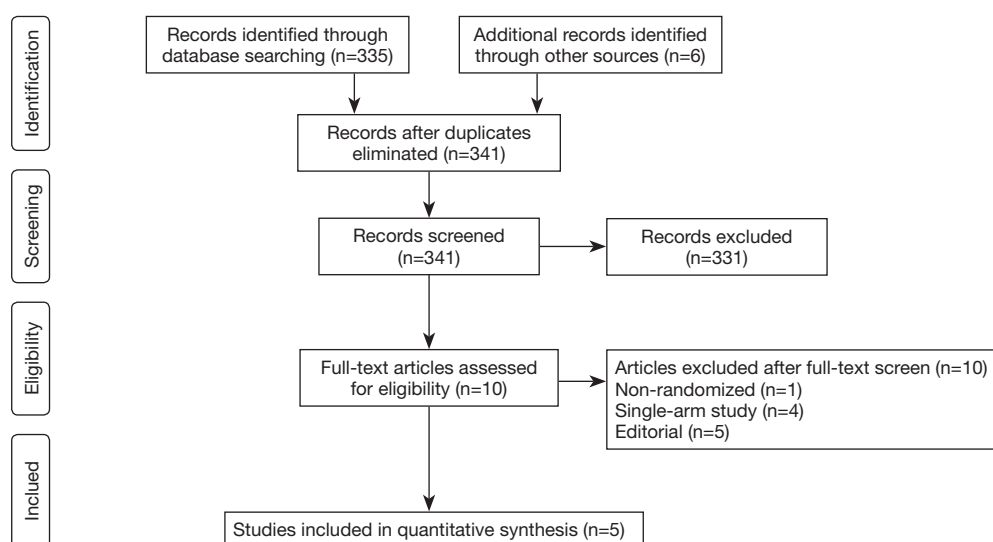 Identification
Records identified through
database searching (n=335)
Additional records identified
through other sources (n=6)
Records after duplicates
eliminated (n=341)
Screening
Records screened
(n=341)
Records excluded
(n=331)
Eligibility
Full-text articles assessed
for eligibility (n=10)
Articles excluded after full-text screen (n=10)
Non-randomized (n=1)
Single-arm study (n=4)
Editorial (n=5)
Inclued
Studies included in quantitative synthesis (n=5)